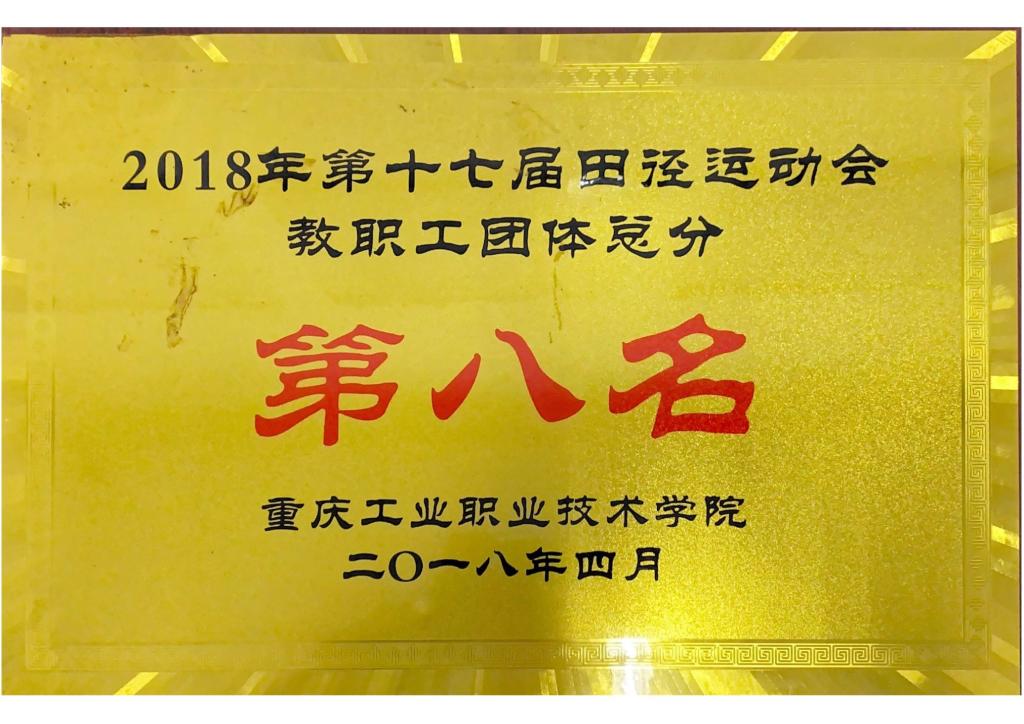 2018年第十七届田径运动会
教职工团体总分
第八名
重庆工业职业技术学院
二〇一八年四月